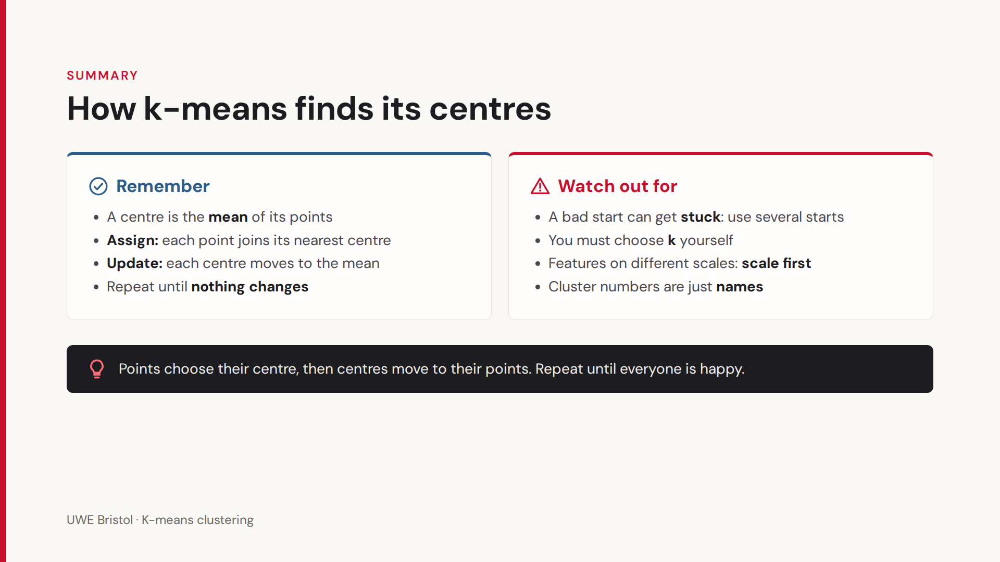 SUMMARY
How k-means finds its centres
Remember
A centre is the mean of its points
Assign: each point joins its nearest centre
Update: each centre moves to the mean
Repeat until nothing changes
Watch out for
A bad start can get stuck: use several starts
You must choose k yourself
Features on different scales: scale first
Cluster numbers are just names
Points choose their centre, then centres move to their points. Repeat until everyone is happy.
UWE Bristol · K-means clustering